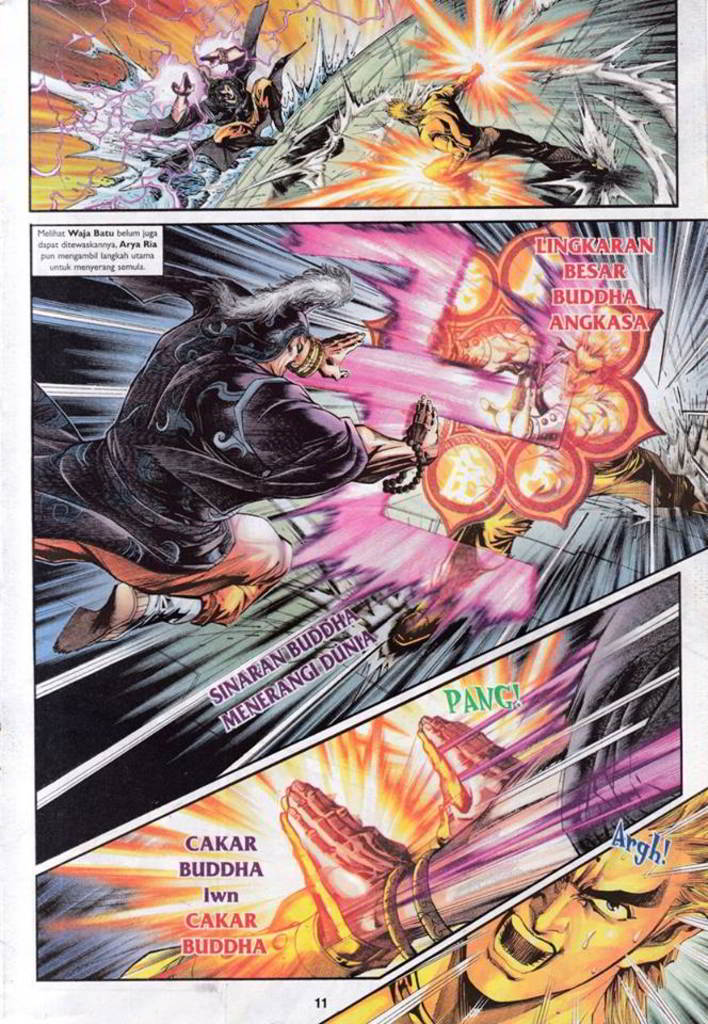 Melihat Waja Batu belum juga
dapat ditewaskannya, Arya Ria
pun mengambil langkah utama
untuk menyerang semula.
LINGKARAN
BESAR
BUDDHA
ANGKASA
SINARAN BUDDHA
MENERANGI DUNIA
PANG!
CAKAR
BUDDHA
lwn
CAKAR
BUDDHA
Argh!
11